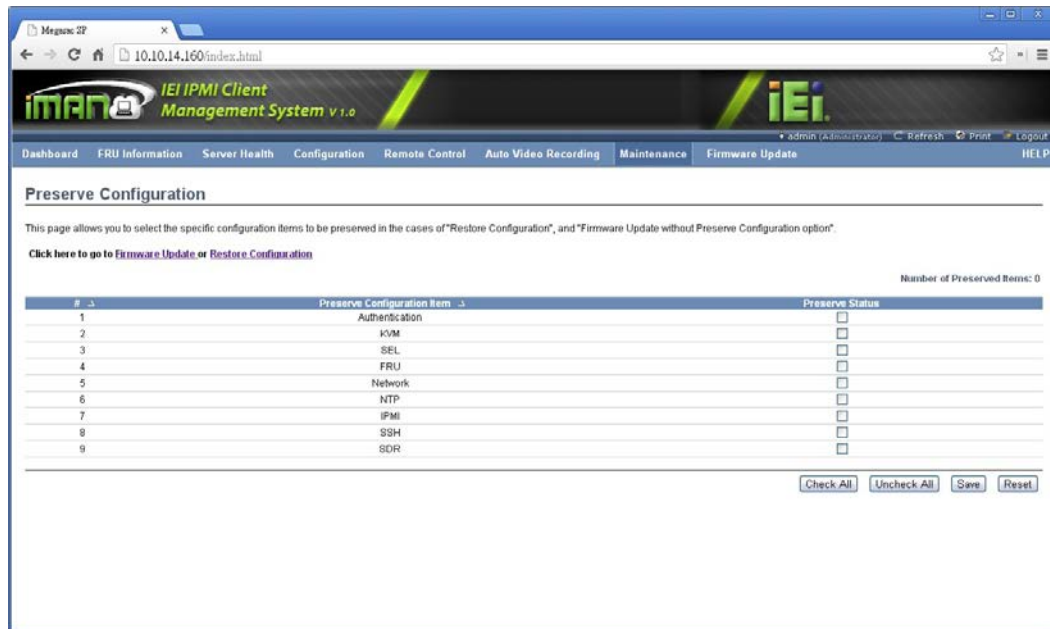 Megarac SP
10.10.14.160/index.html
iMAN
IEI IPMI Client
Management System v 1.0
iEi.
admin (Administrator) Refresh Print Logout
Dashboard FRU Information Server Health Configuration Remote Control Auto Video Recording Maintenance Firmware Update HELP
Preserve Configuration
This page allows you to select the specific configuration items to be preserved in the cases of "Restore Configuration", and "Firmware Update without Preserve Configuration option".
Click here to go to Firmware Update or Restore Configuration
Number of Preserved Items: 0
# Preserve Configuration Item Preserve Status
1 Authentication
2 KVM
3 SEL
4 FRU
5 Network
6 NTP
7 IPMI
8 SSH
9 SDR
Check All Uncheck All Save Reset